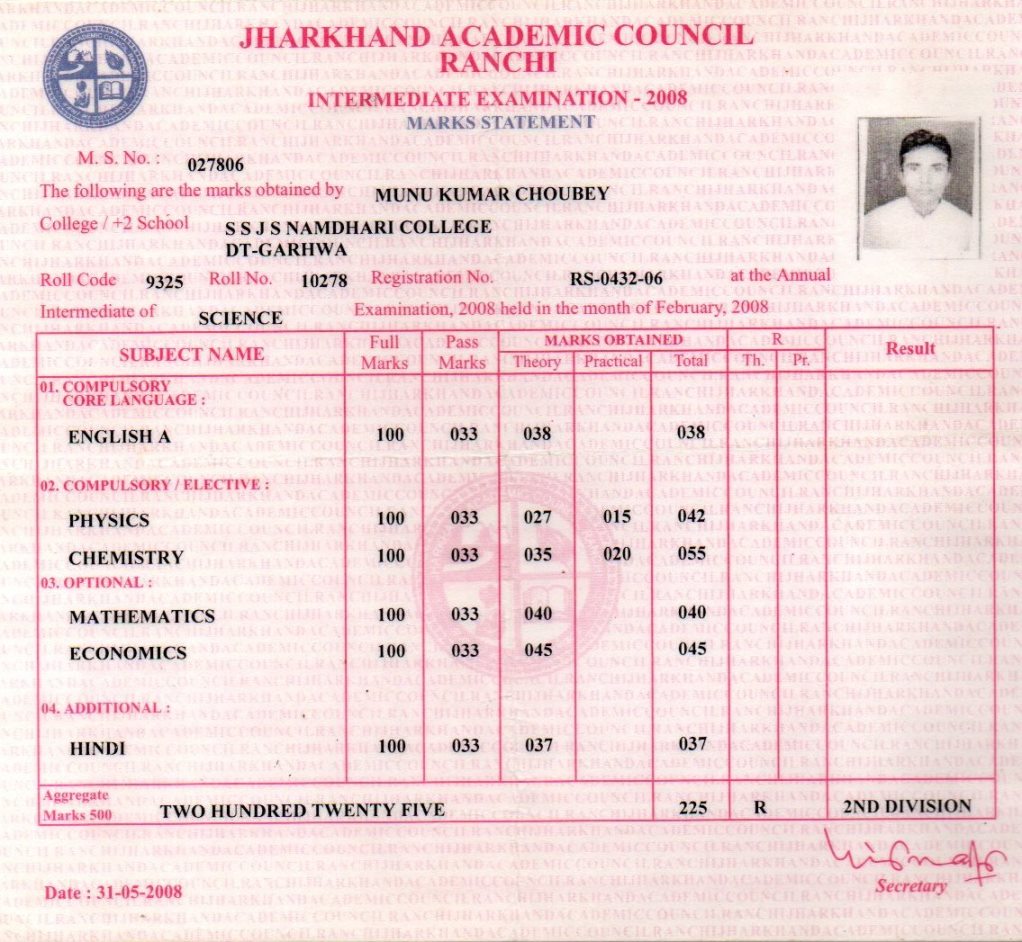 JHARKHAND ACADEMIC COUNCIL
RANCHI
INTERMEDIATE EXAMINATION - 2008
MARKS STATEMENT
M. S. No. : 027806
The following are the marks obtained by MUNU KUMAR CHOUBEY
College / +2 School S S J S NAMDHARI COLLEGE
DT-GARHWA
Roll Code 9325 Roll No. 10278 Registration No. RS-0432-06 at the Annual
Intermediate of SCIENCE Examination, 2008 held in the month of February, 2008
SUBJECT NAME Full Marks Pass Marks MARKS OBTAINED R Result
Theory Practical Total Th. Pr.
01. COMPULSORY
CORE LANGUAGE :
ENGLISH A 100 033 038 038
02. COMPULSORY / ELECTIVE :
PHYSICS 100 033 027 015 042
CHEMISTRY 100 033 035 020 055
03. OPTIONAL :
MATHEMATICS 100 033 040 040
ECONOMICS 100 033 045 045
04. ADDITIONAL :
HINDI 100 033 037 037
Aggregate
Marks 500 TWO HUNDRED TWENTY FIVE 225 R 2ND DIVISION
Date : 31-05-2008 Secretary